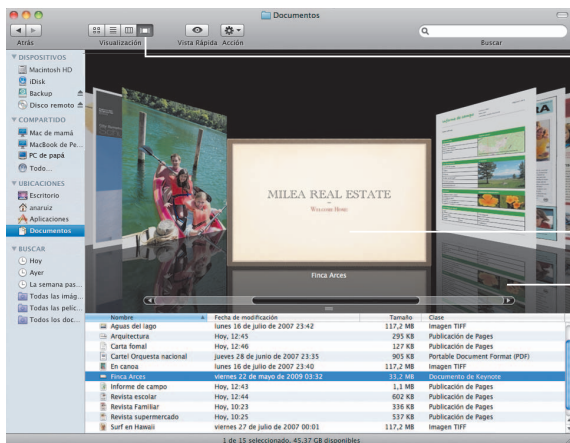 Documentos
Atrás
Visualización
Vista Rápida
Acción
Buscar
DISPOSITIVOS
Macintosh HD
iDisk
Backup
Disco remoto
COMPARTIDO
Mac de mamá
MacBook de Pe...
PC de papá
Todo...
UBICACIONES
Escritorio
anaruiz
Aplicaciones
Documentos
BUSCAR
Hoy
Ayer
La semana pas...
Todas las imág...
Todas las pelíc...
Todos los doc...
MILEA REAL ESTATE
Welcome Home
Finca Arces
Nombre Fecha de modificación Tamaño Clase
Aguas del lago lunes 16 de julio de 2007 23:42 117,2 MB Imagen TIFF
Arquitectura Hoy, 12:45 295 KB Publicación de Pages
Carta fomal Hoy, 12:46 127 KB Publicación de Pages
Cartel Orquesta nacional jueves 28 de junio de 2007 23:35 905 KB Portable Document Format (PDF)
En canoa lunes 16 de julio de 2007 23:40 117,2 MB Imagen TIFF
Finca Arces viernes 22 de mayo de 2009 03:32 33,2 MB Documento de Keynote
Informe de campo Hoy, 12:43 1,1 MB Publicación de Pages
Revista escolar Hoy, 12:44 602 KB Publicación de Pages
Revista Familiar Hoy, 10:23 336 KB Publicación de Pages
Revista supermercado Hoy, 10:25 537 KB Publicación de Pages
Surf en Hawaii viernes 27 de julio de 2007 00:01 117,2 MB Imagen TIFF
1 de 15 seleccionado, 45,37 GB disponibles